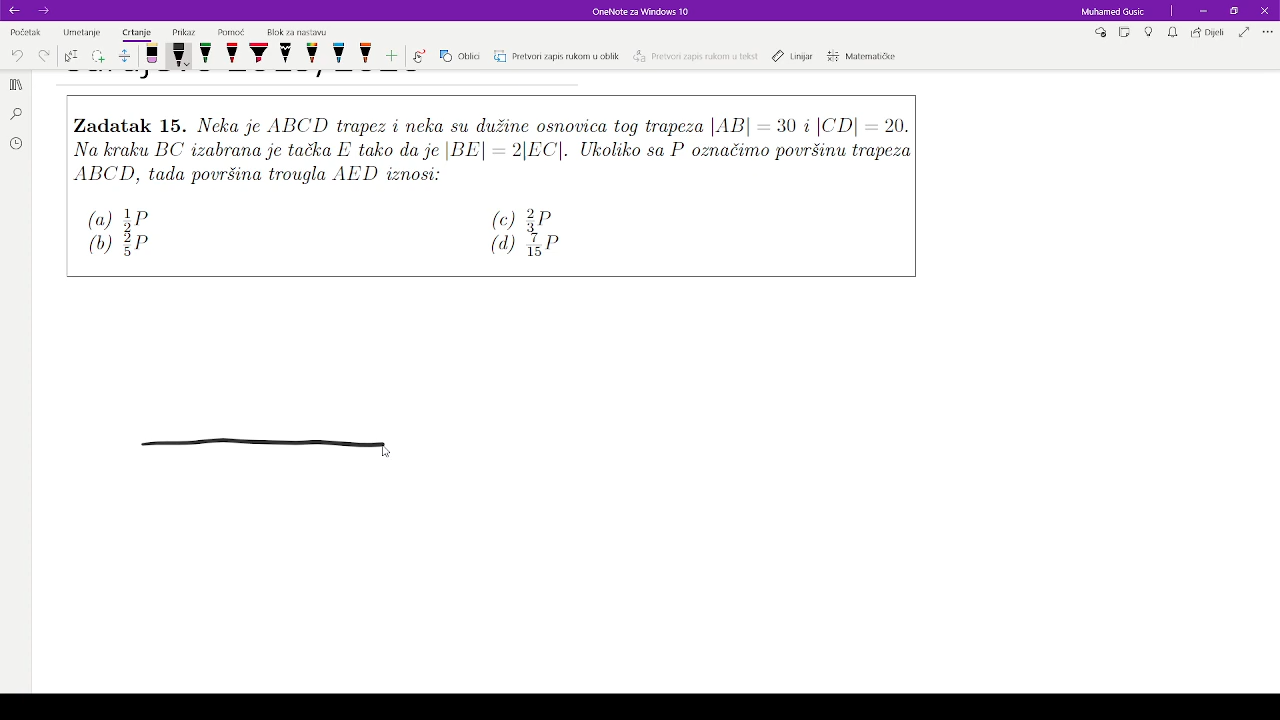 OneNote za Windows 10
Muhamed Gusic
Početak Umetanje Crtanje Prikaz Pomoć Blok za nastavu
Dijeli
Oblici Pretvori zapis rukom u oblik Pretvori zapis rukom u tekst Linijar Matematičke
Zadatak 15. Neka je ABCD trapez i neka su dužine osnovica tog trapeza |AB| = 30 i |CD| = 20.
Na kraku BC izabrana je tačka E tako da je |BE| = 2|EC|. Ukoliko sa P označimo površinu trapeza
ABCD, tada površina trougla AED iznosi:
(a) 1/2 P
(c) 2/3 P
(b) 2/5 P
(d) 7/15 P